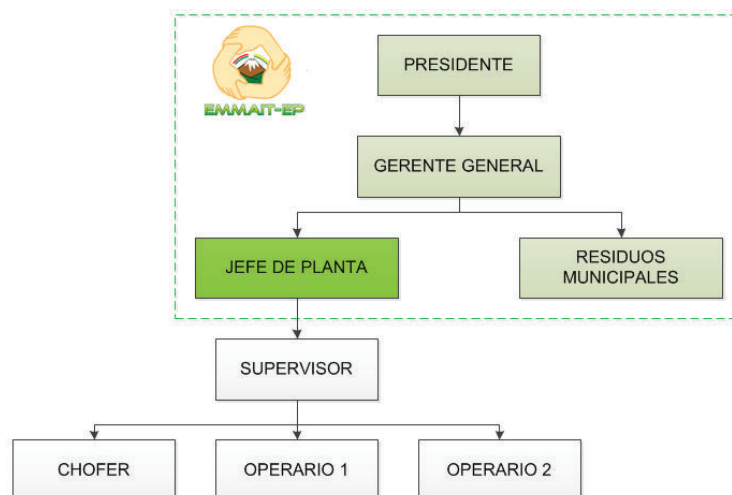 PRESIDENTE
EMMAIT-EP
GERENTE GENERAL
JEFE DE PLANTA
RESIDUOS
MUNICIPALES
SUPERVISOR
CHOFER
OPERARIO 1
OPERARIO 2